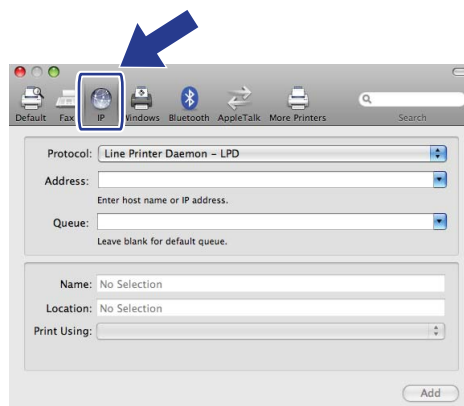 Default Fax IP Windows Bluetooth AppleTalk More Printers Search
Protocol: Line Printer Daemon – LPD
Address:
Enter host name or IP address.
Queue:
Leave blank for default queue.
Name: No Selection
Location: No Selection
Print Using:
Add